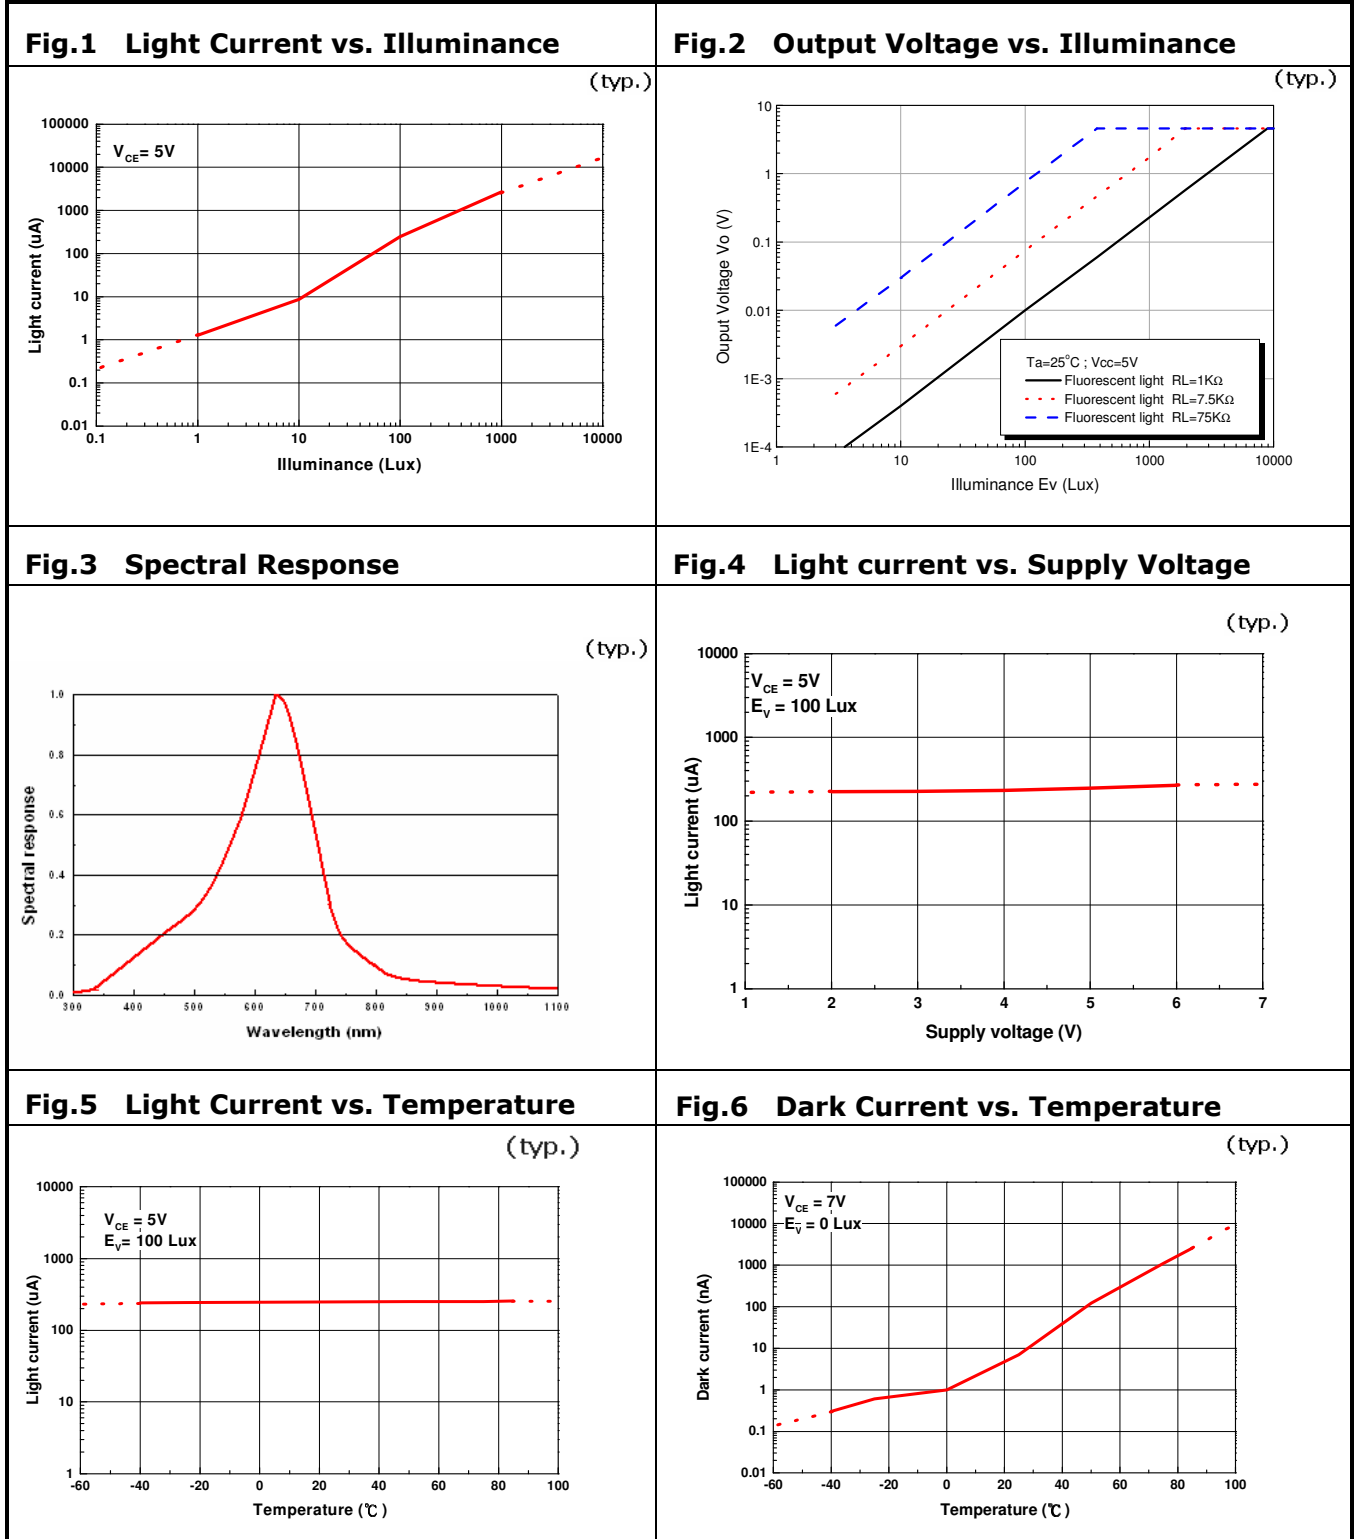 Fig.1 Light Current vs. Illuminance
(typ.)
100000
10000
1000
100
10
1
0.1
0.01
VCE= 5V
Light current (uA)
0.1 1 10 100 1000 10000
Illuminance (Lux)
Fig.2 Output Voltage vs. Illuminance
(typ.)
10
1
0.1
0.01
1E-3
1E-4
Ouput Voltage Vo (V)
Ta=25°C ; Vcc=5V
Fluorescent light RL=1KΩ
Fluorescent light RL=7.5KΩ
Fluorescent light RL=75KΩ
1 10 100 1000 10000
Illuminance Ev (Lux)
Fig.3 Spectral Response
(typ.)
1.0
0.8
0.6
0.4
0.2
0.0
Spectral response
300 400 500 600 700 800 900 1000 1100
Wavelength (nm)
Fig.4 Light current vs. Supply Voltage
(typ.)
10000
1000
100
10
1
VCE = 5V
EV = 100 Lux
Light current (uA)
1 2 3 4 5 6 7
Supply voltage (V)
Fig.5 Light Current vs. Temperature
(typ.)
10000
1000
100
10
1
VCE = 5V
EV= 100 Lux
Light current (uA)
-60 -40 -20 0 20 40 60 80 100
Temperature (℃)
Fig.6 Dark Current vs. Temperature
(typ.)
100000
10000
1000
100
10
1
0.1
0.01
VCE = 7V
EV = 0 Lux
Dark current (nA)
-60 -40 -20 0 20 40 60 80 100
Temperature (℃)